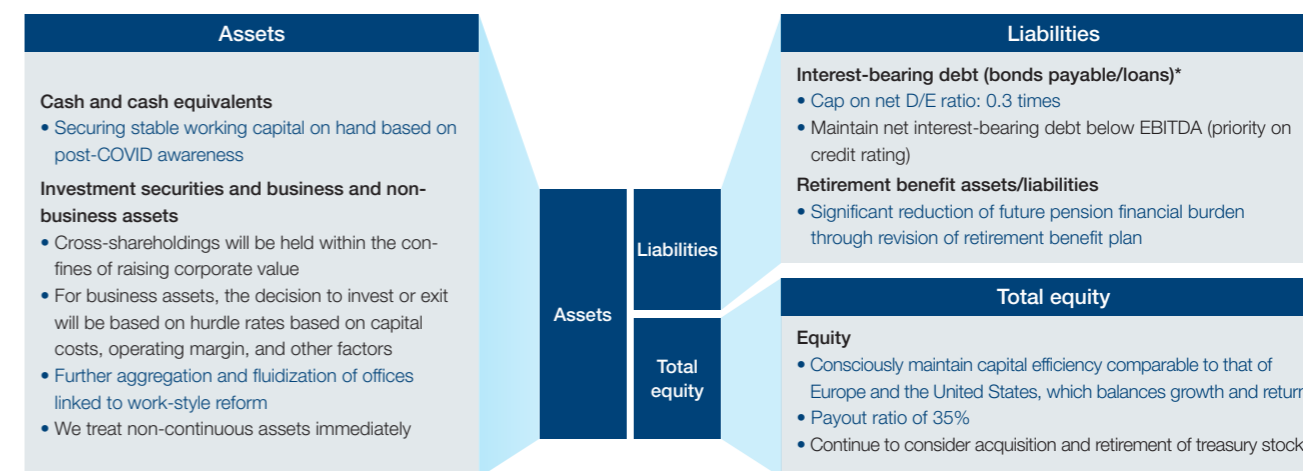 Assets
Cash and cash equivalents
• Securing stable working capital on hand based on
post-COVID awareness
Investment securities and business and non-
business assets
• Cross-shareholdings will be held within the con-
fines of raising corporate value
• For business assets, the decision to invest or exit
will be based on hurdle rates based on capital
costs, operating margin, and other factors
• Further aggregation and fluidization of offices
linked to work-style reform
• We treat non-continuous assets immediately
Assets
Liabilities
Total
equity
Liabilities
Interest-bearing debt (bonds payable/loans)*
• Cap on net D/E ratio: 0.3 times
• Maintain net interest-bearing debt below EBITDA (priority on
credit rating)
Retirement benefit assets/liabilities
• Significant reduction of future pension financial burden
through revision of retirement benefit plan
Total equity
Equity
• Consciously maintain capital efficiency comparable to that of
Europe and the United States, which balances growth and return
• Payout ratio of 35%
• Continue to consider acquisition and retirement of treasury stock